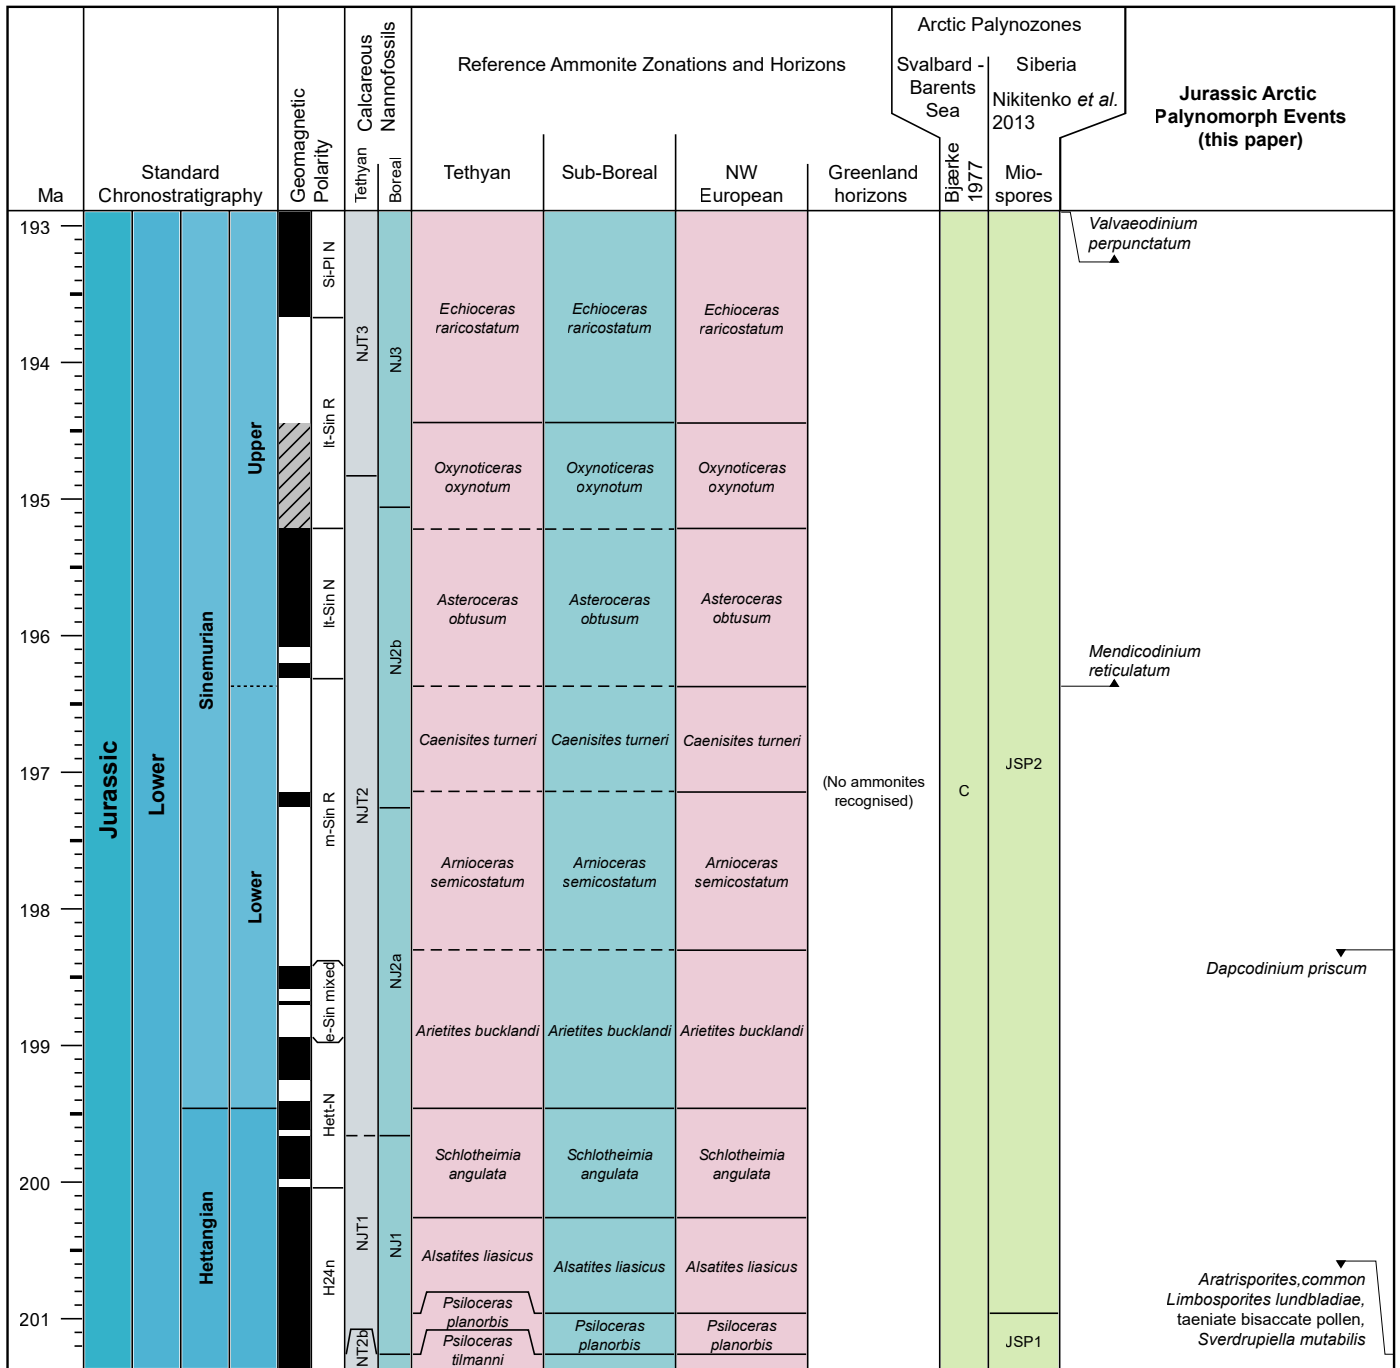 Arctic Palynozones
Reference Ammonite Zonations and Horizons
Calcareous
Nannofossils
Geomagnetic
Polarity
Svalbard -
Barents
Sea
Siberia
Nikitenko et al.
2013
Jurassic Arctic
Palynomorph Events
(this paper)
Ma
Standard
Chronostratigraphy
Tethyan
Boreal
Tethyan
Sub-Boreal
NW
European
Greenland
horizons
Bjærke
1977
Mio-
spores
193
194
195
196
197
198
199
200
201
Jurassic
Lower
Sinemurian
Hettangian
Upper
Lower
Si-Pl N
lt-Sin R
lt-Sin N
m-Sin R
e-Sin mixed
Hett-N
H24n
NJT3
NJT2
NJT1
NT2b
NJ3
NJ2b
NJ2a
NJ1
Echioceras
raricostatum
Oxynoticeras
oxynotum
Asteroceras
obtusum
Caenisites turneri
Arnioceras
semicostatum
Arietites bucklandi
Schlotheimia
angulata
Alsatites liasicus
Psiloceras
planorbis
Psiloceras
tilmanni
Echioceras
raricostatum
Oxynoticeras
oxynotum
Asteroceras
obtusum
Caenisites turneri
Arnioceras
semicostatum
Arietites bucklandi
Schlotheimia
angulata
Alsatites liasicus
Psiloceras
planorbis
Echioceras
raricostatum
Oxynoticeras
oxynotum
Asteroceras
obtusum
Caenisites turneri
Arnioceras
semicostatum
Arietites bucklandi
Schlotheimia
angulata
Alsatites liasicus
Psiloceras
planorbis
(No ammonites
recognised)
C
JSP2
JSP1
Valvaeodinium
perpunctatum
Mendicodinium
reticulatum
Dapcodinium priscum
Aratrisporites,common
Limbosporites lundbladiae,
taeniate bisaccate pollen,
Sverdrupiella mutabilis